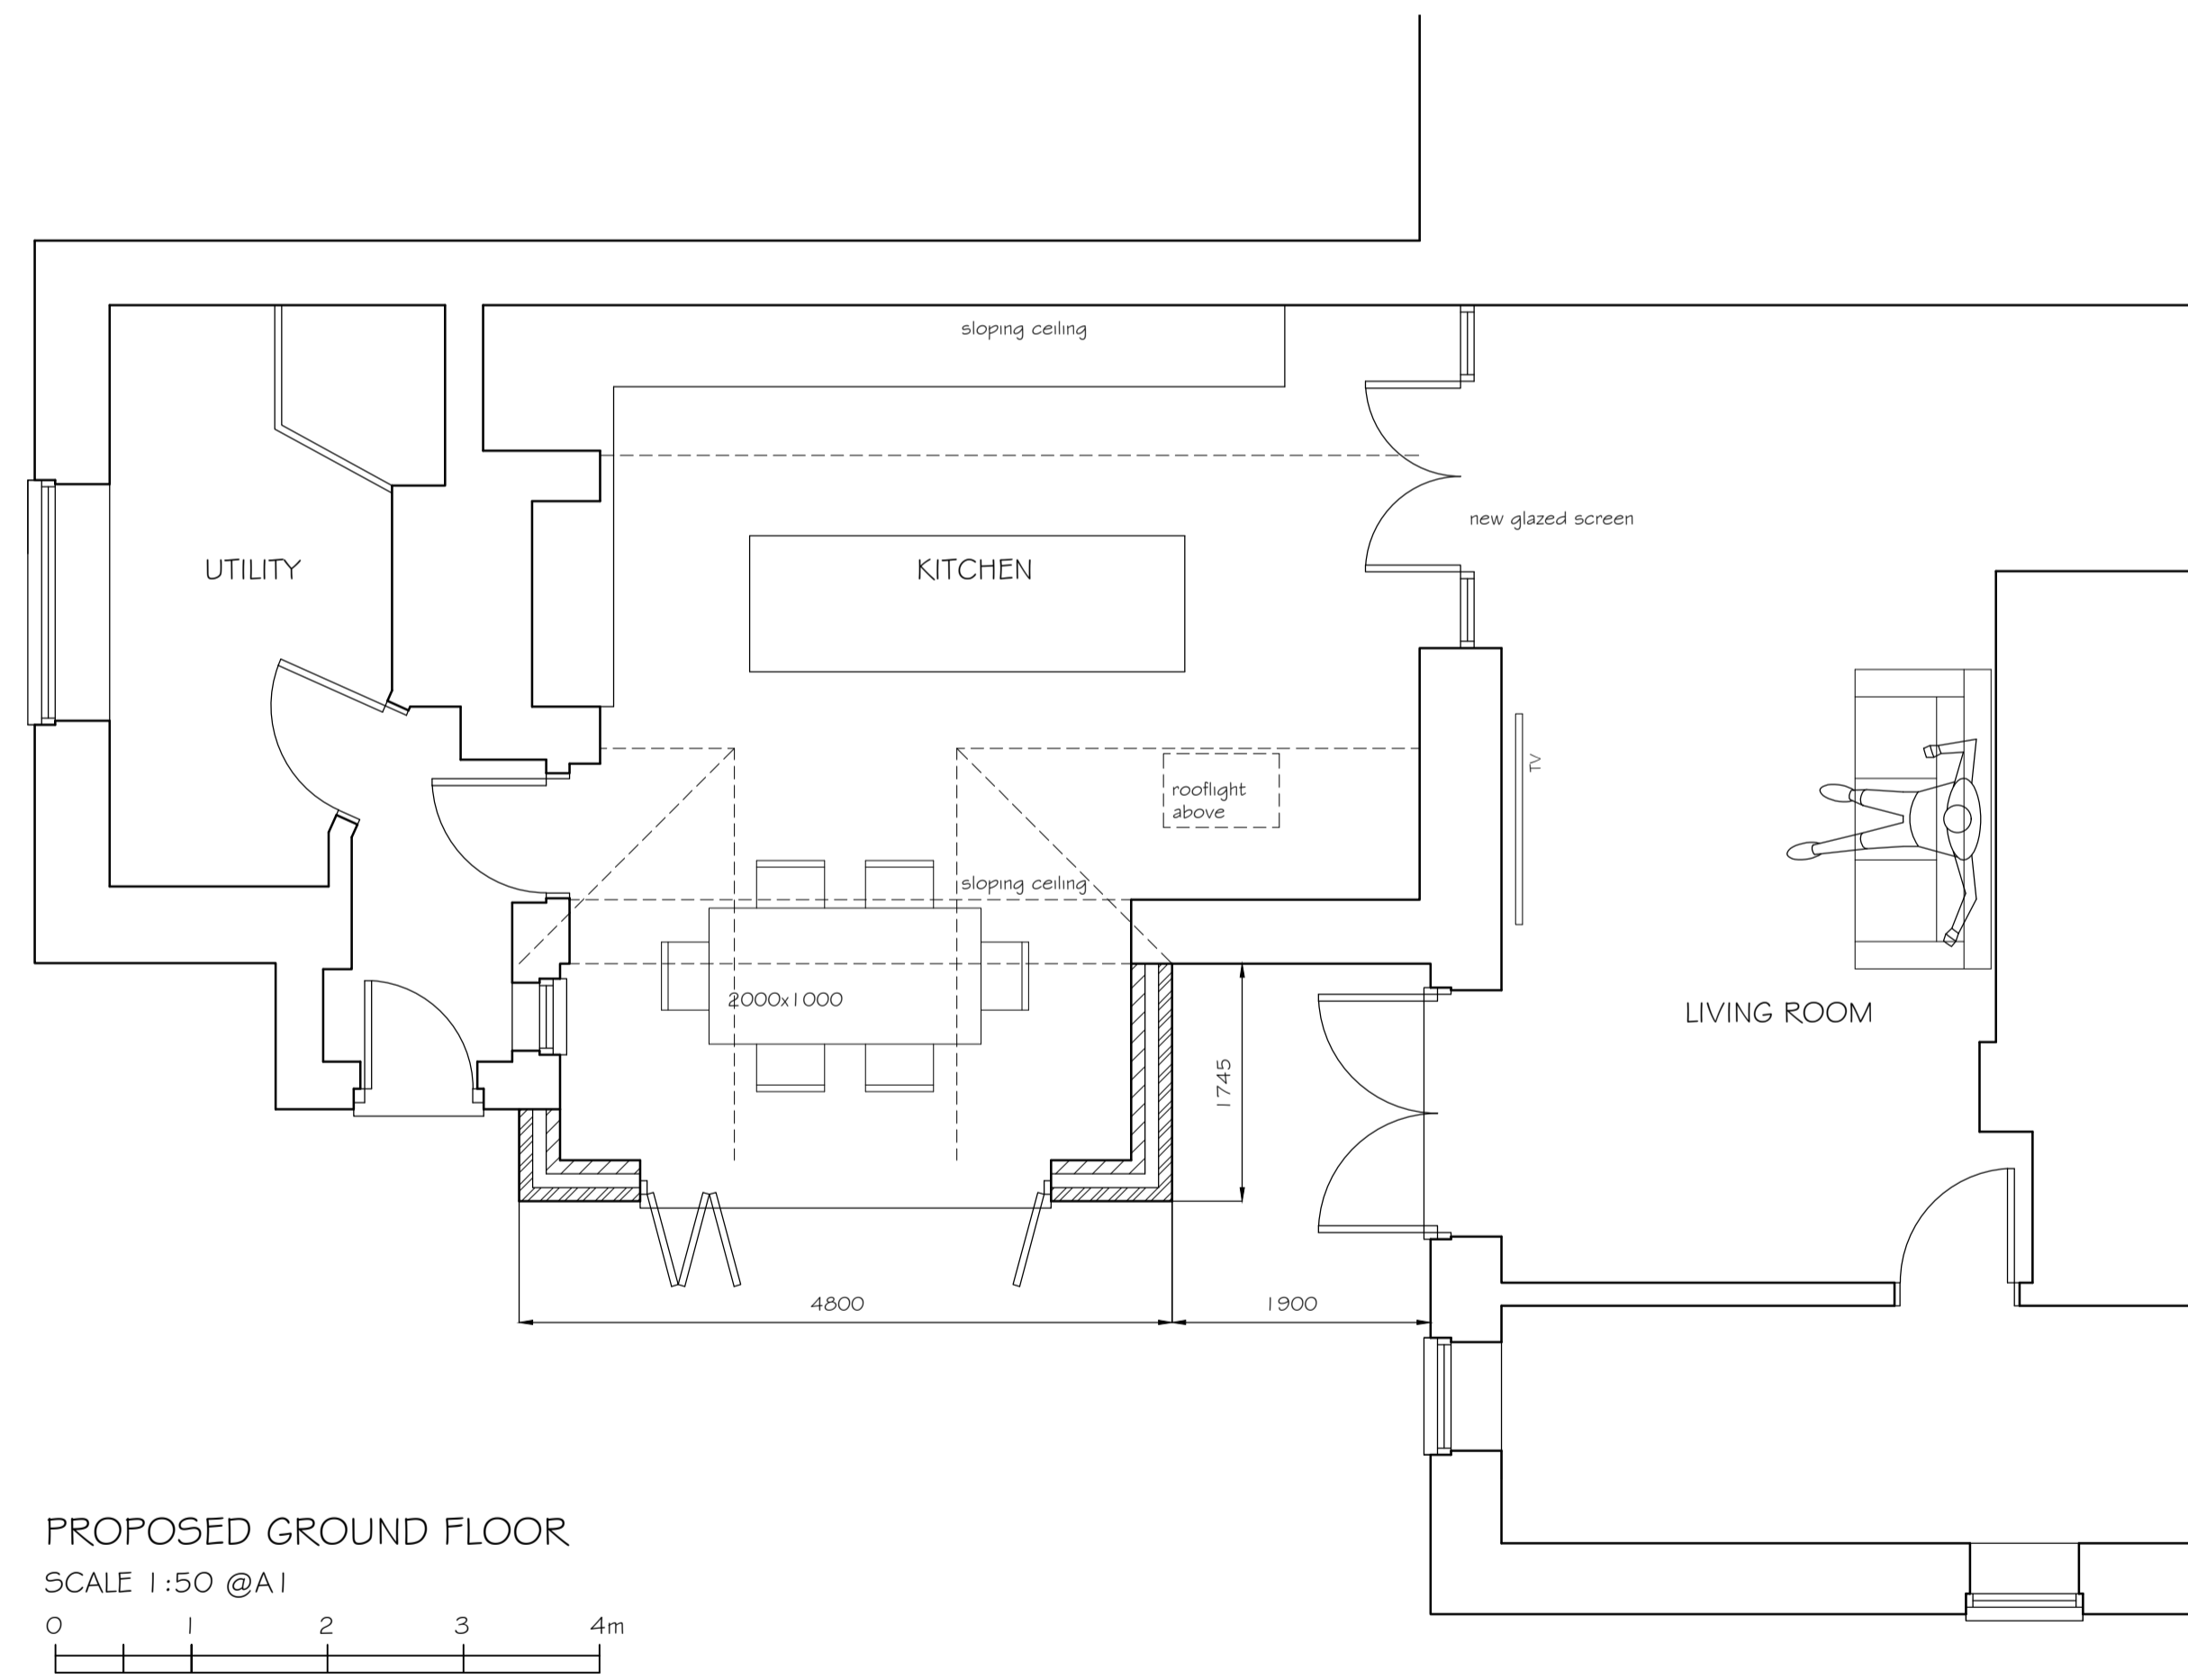 sloping ceiling
new glazed screen
UTILITY
KITCHEN
TV
rooflight
above
sloping ceiling
2000x1000
LIVING ROOM
1745
4800
1900
PROPOSED GROUND FLOOR
SCALE 1:50 @A1
0 1 2 3 4m